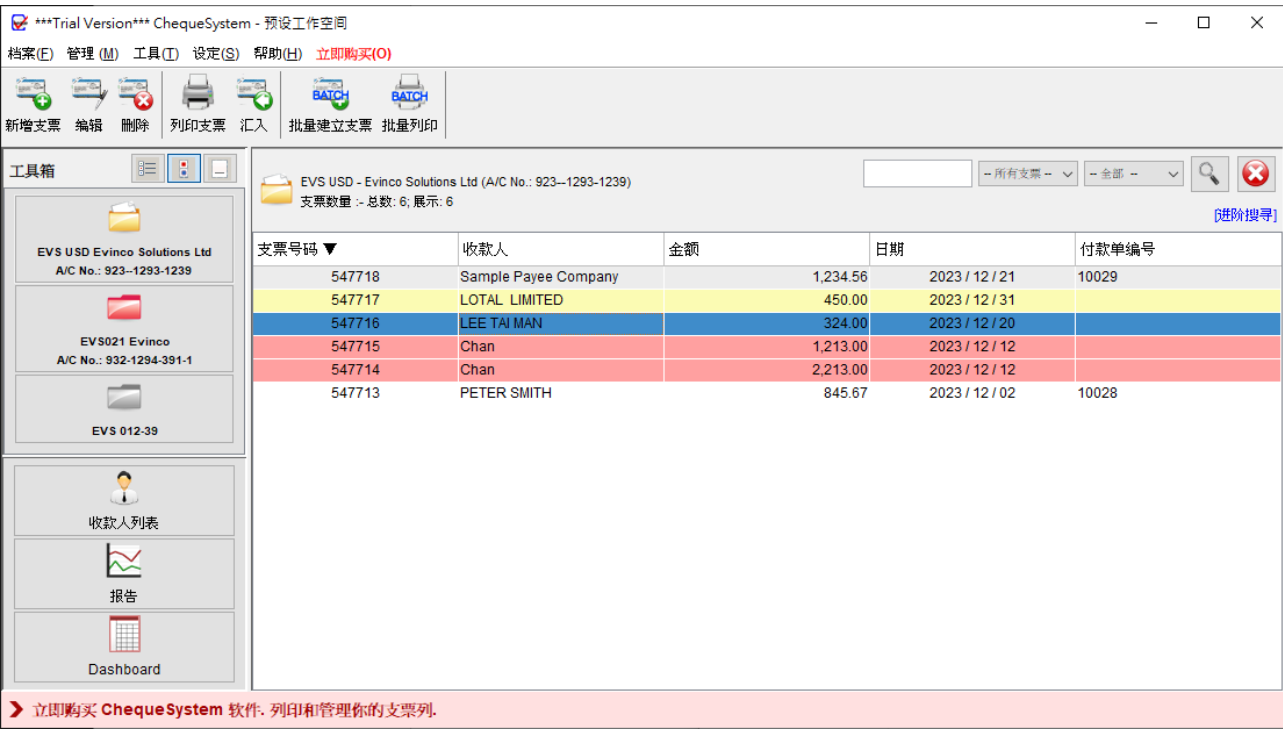 ***Trial Version*** ChequeSystem - 预设工作空间
档案(F) 管理 (M) 工具(T) 设定(S) 帮助(H) 立即购买(O)
新增支票 编辑 删除 列印支票 汇入 BATCH 批量建立支票 BATCH 批量列印
工具箱
EVS USD Evinco Solutions Ltd
A/C No.: 923--1293-1239
EVS021 Evinco
A/C No.: 932-1294-391-1
EVS 012-39
收款人列表
报告
Dashboard
EVS USD - Evinco Solutions Ltd (A/C No.: 923--1293-1239)
支票数量 :- 总数: 6; 展示: 6
-- 所有支票 -- -- 全部 --
[进阶搜寻]
支票号码 ▼ 收款人 金额 日期 付款单编号
547718 Sample Payee Company 1,234.56 2023 / 12 / 21 10029
547717 LOTAL LIMITED 450.00 2023 / 12 / 31
547716 LEE TAI MAN 324.00 2023 / 12 / 20
547715 Chan 1,213.00 2023 / 12 / 12
547714 Chan 2,213.00 2023 / 12 / 12
547713 PETER SMITH 845.67 2023 / 12 / 02 10028
立即购买 ChequeSystem 软件. 列印和管理你的支票列.